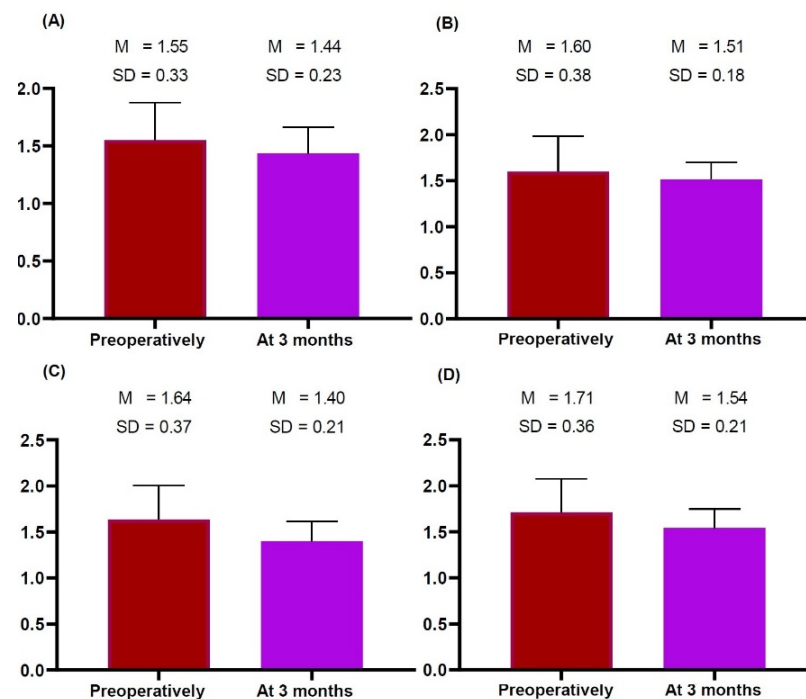 (A)
M = 1.55 M = 1.44
SD = 0.33 SD = 0.23
2.0
1.5
1.0
0.5
0.0
Preoperatively At 3 months
(B)
M = 1.60 M = 1.51
SD = 0.38 SD = 0.18
2.5
2.0
1.5
1.0
0.5
0.0
Preoperatively At 3 months
(C)
M = 1.64 M = 1.40
SD = 0.37 SD = 0.21
2.5
2.0
1.5
1.0
0.5
0.0
Preoperatively At 3 months
(D)
M = 1.71 M = 1.54
SD = 0.36 SD = 0.21
2.5
2.0
1.5
1.0
0.5
0.0
Preoperatively At 3 months